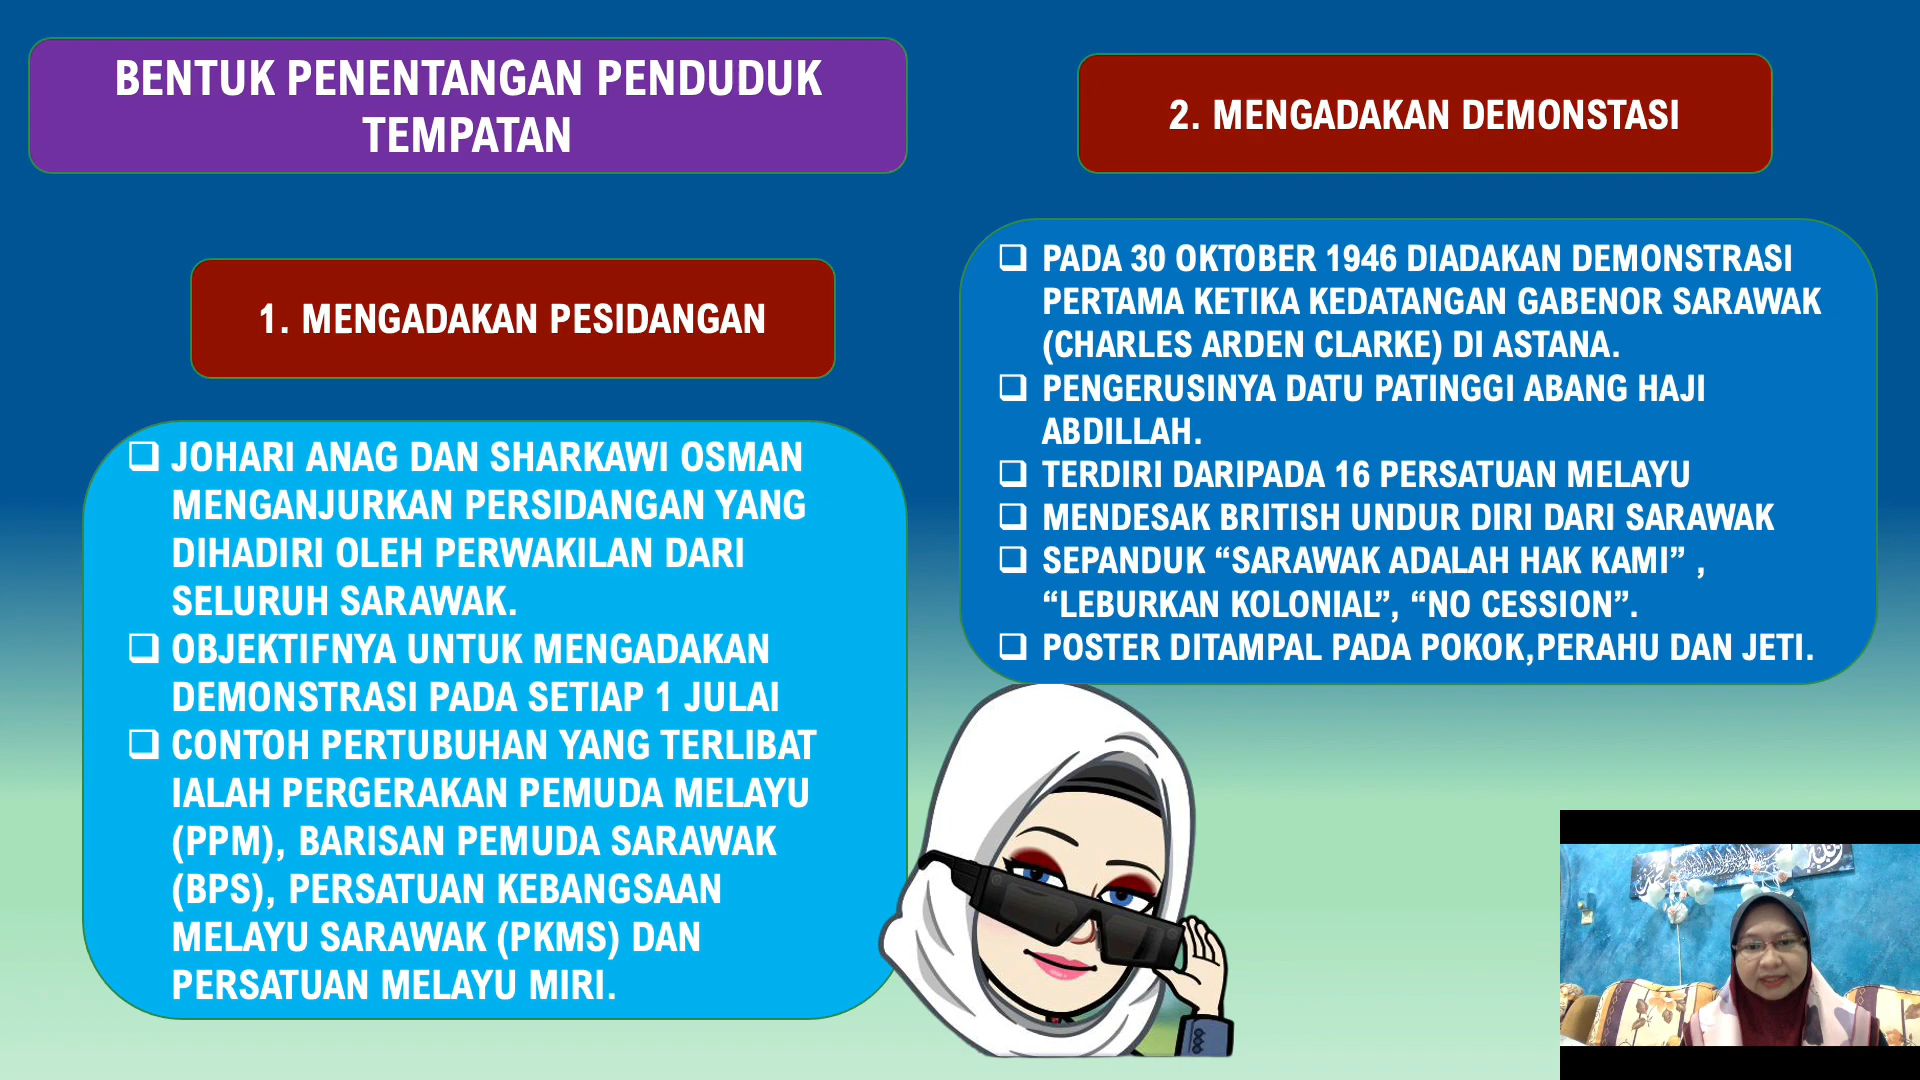 BENTUK PENENTANGAN PENDUDUK
TEMPATAN
1. MENGADAKAN PESIDANGAN
❑ JOHARI ANAG DAN SHARKAWI OSMAN
MENGANJURKAN PERSIDANGAN YANG
DIHADIRI OLEH PERWAKILAN DARI
SELURUH SARAWAK.
❑ OBJEKTIFNYA UNTUK MENGADAKAN
DEMONSTRASI PADA SETIAP 1 JULAI
❑ CONTOH PERTUBUHAN YANG TERLIBAT
IALAH PERGERAKAN PEMUDA MELAYU
(PPM), BARISAN PEMUDA SARAWAK
(BPS), PERSATUAN KEBANGSAAN
MELAYU SARAWAK (PKMS) DAN
PERSATUAN MELAYU MIRI.
2. MENGADAKAN DEMONSTASI
❑ PADA 30 OKTOBER 1946 DIADAKAN DEMONSTRASI
PERTAMA KETIKA KEDATANGAN GABENOR SARAWAK
(CHARLES ARDEN CLARKE) DI ASTANA.
❑ PENGERUSINYA DATU PATINGGI ABANG HAJI
ABDILLAH.
❑ TERDIRI DARIPADA 16 PERSATUAN MELAYU
❑ MENDESAK BRITISH UNDUR DIRI DARI SARAWAK
❑ SEPANDUK “SARAWAK ADALAH HAK KAMI” ,
“LEBURKAN KOLONIAL”, “NO CESSION”.
❑ POSTER DITAMPAL PADA POKOK,PERAHU DAN JETI.